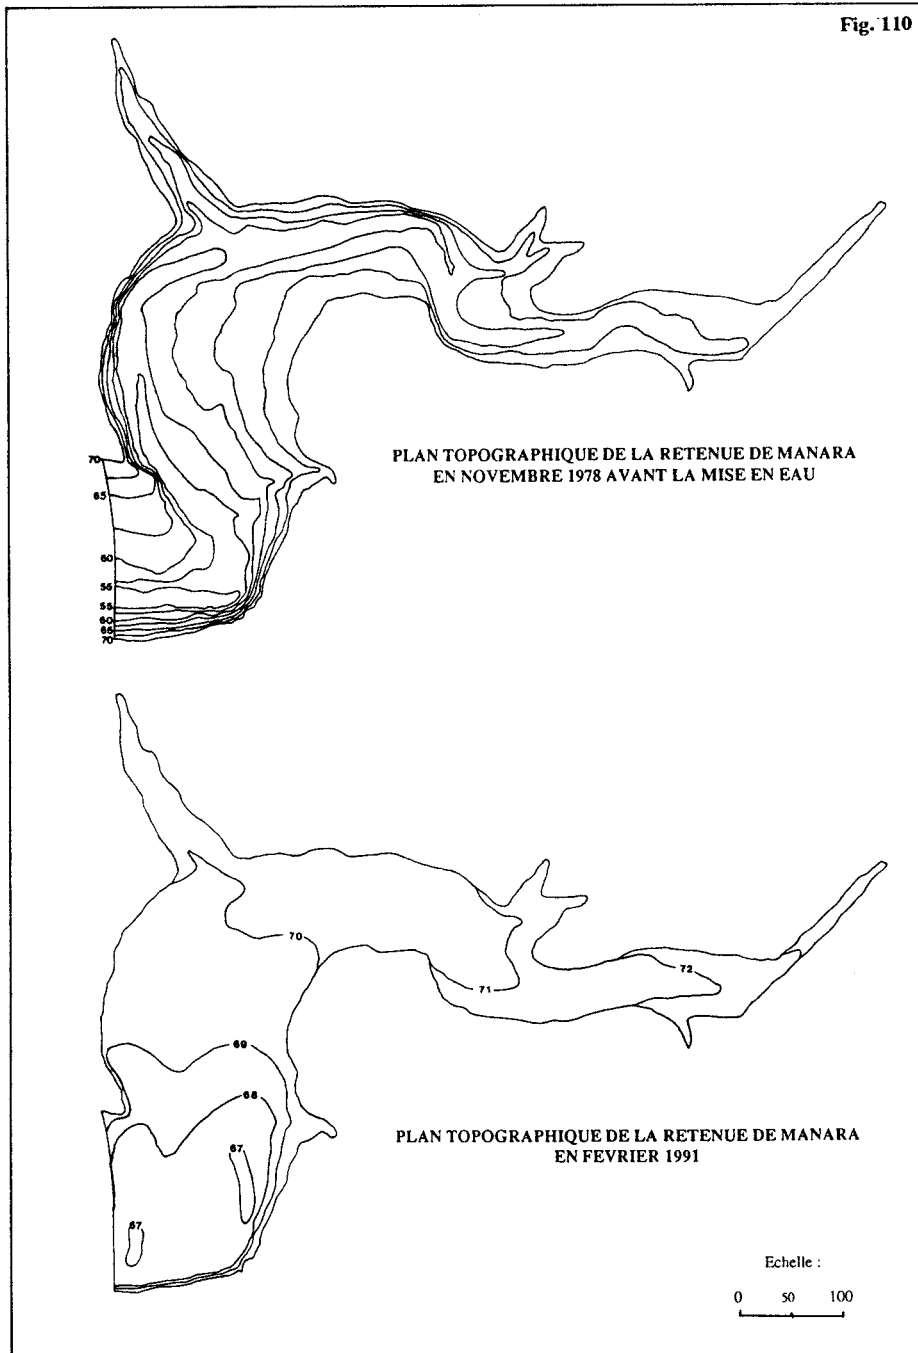 Fig. 110
PLAN TOPOGRAPHIQUE DE LA RETENUE DE MANARA
EN NOVEMBRE 1978 AVANT LA MISE EN EAU
70
65
60
55
55
60
65
70
70
71
72
69
68
67
67
PLAN TOPOGRAPHIQUE DE LA RETENUE DE MANARA
EN FEVRIER 1991
Echelle :
0 50 100